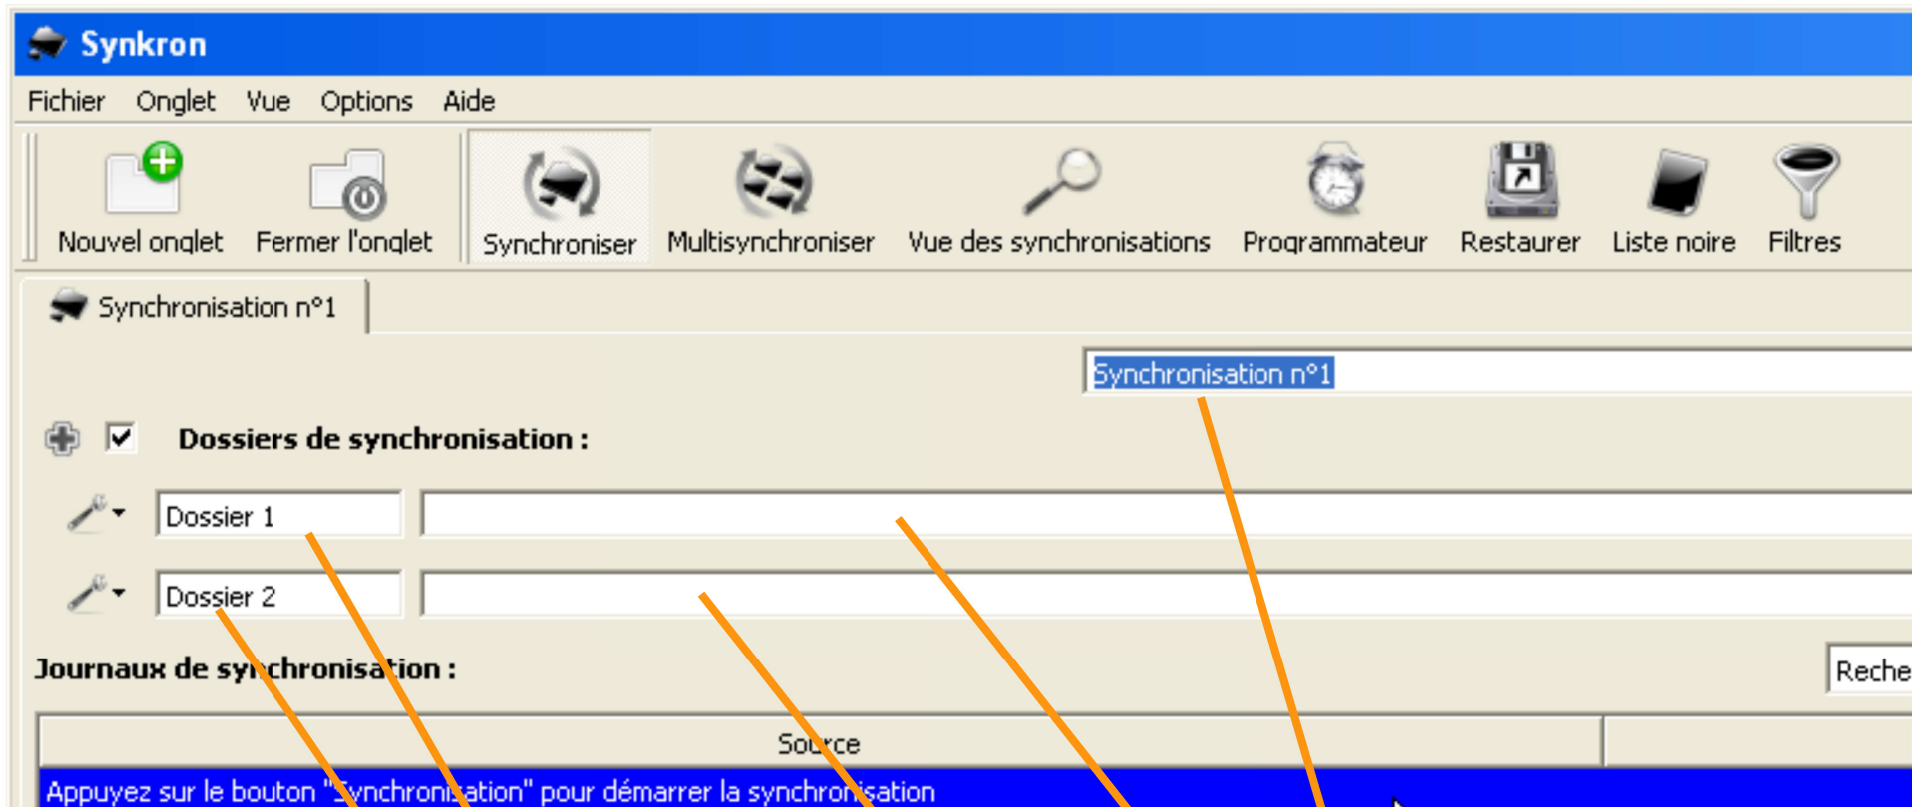 Synkron
Fichier Onglet Vue Options Aide
Nouvel onglet Fermer l'onglet Synchroniser Multisynchroniser Vue des synchronisations Programmateur Restaurer Liste noire Filtres
Synchronisation n°1
Synchronisation n°1
Dossiers de synchronisation :
Dossier 1
Dossier 2
Journaux de synchronisation :
Reche
Source
Appuyez sur le bouton "Synchronisation" pour démarrer la synchronisation